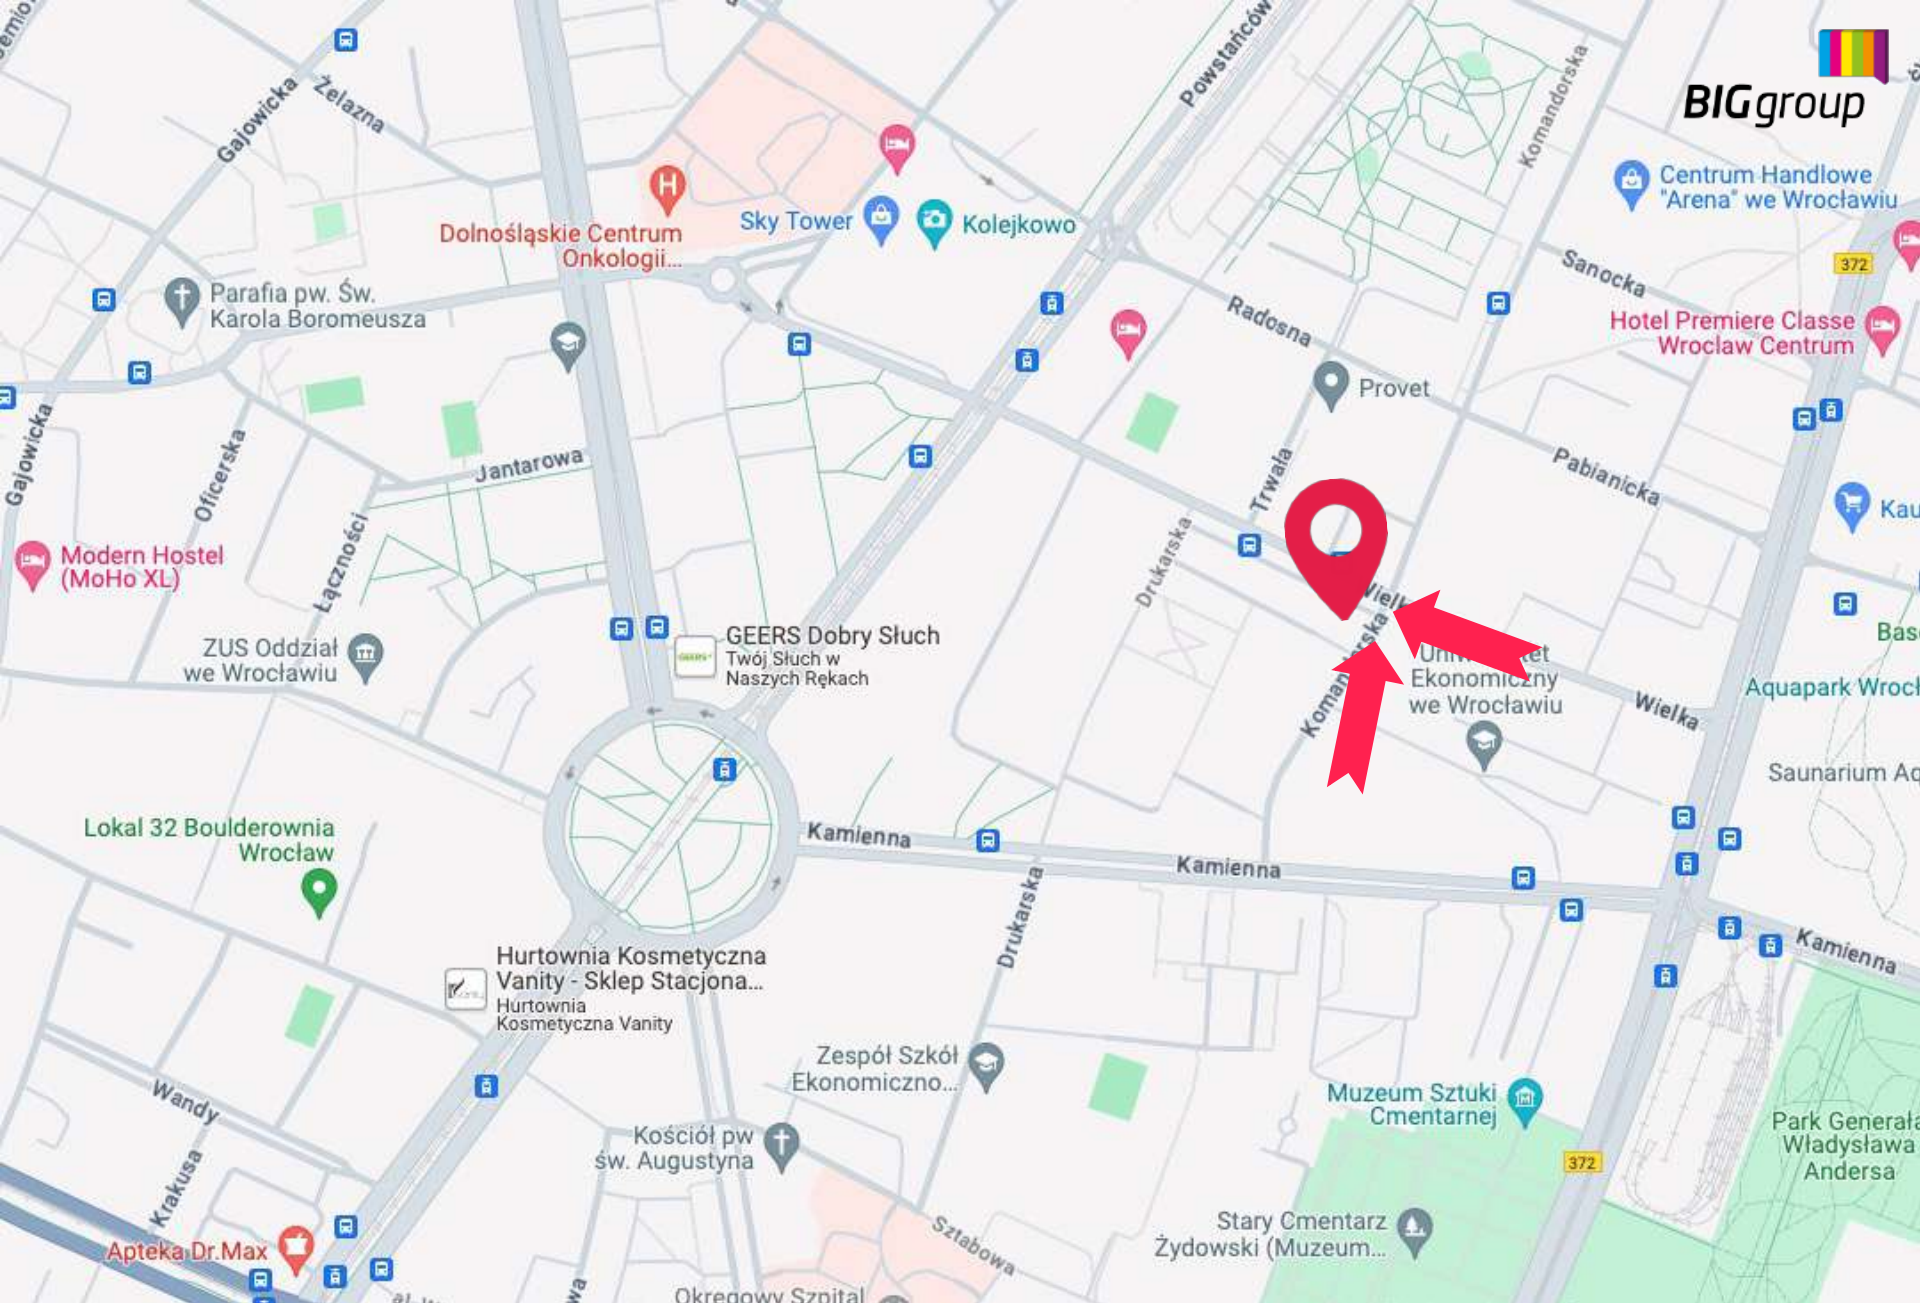 BIGgroup
Powstańców
Żelazna
Gajowicka
Komandorska
Centrum Handlowe
"Arena" we Wrocławiu
Dolnośląskie Centrum
Onkologii...
Sky Tower
Kolejkowo
372
Sanocka
Parafia pw. Św.
Karola Boromeusza
Radosna
Hotel Premiere Classe
Wroclaw Centrum
Provet
Gajowicka
Oficerska
Jantarowa
Trwała
Pabianicka
Kau
Modern Hostel
(MoHo XL)
Łączności
Drukarska
Wielk
GEERS
GEERS Dobry Słuch
Twój Słuch w
Naszych Rękach
ZUS Oddział
we Wrocławiu
Komandorska
Ekonomiczny
we Wrocławiu
Bas
Aquapark Wrocł
Wielka
Saunarium Aq
Lokal 32 Boulderownia
Wrocław
Kamienna
Kamienna
Drukarska
Kamienna
Hurtownia Kosmetyczna
Vanity - Sklep Stacjona...
Hurtownia
Kosmetyczna Vanity
Zespół Szkół
Ekonomiczno...
Wandy
Muzeum Sztuki
Cmentarnej
Park Generała
Władysława
Andersa
Kościół pw
św. Augustyna
372
Krakusa
Apteka Dr.Max
Sztabowa
Stary Cmentarz
Żydowski (Muzeum...
Okręgowy Szpital